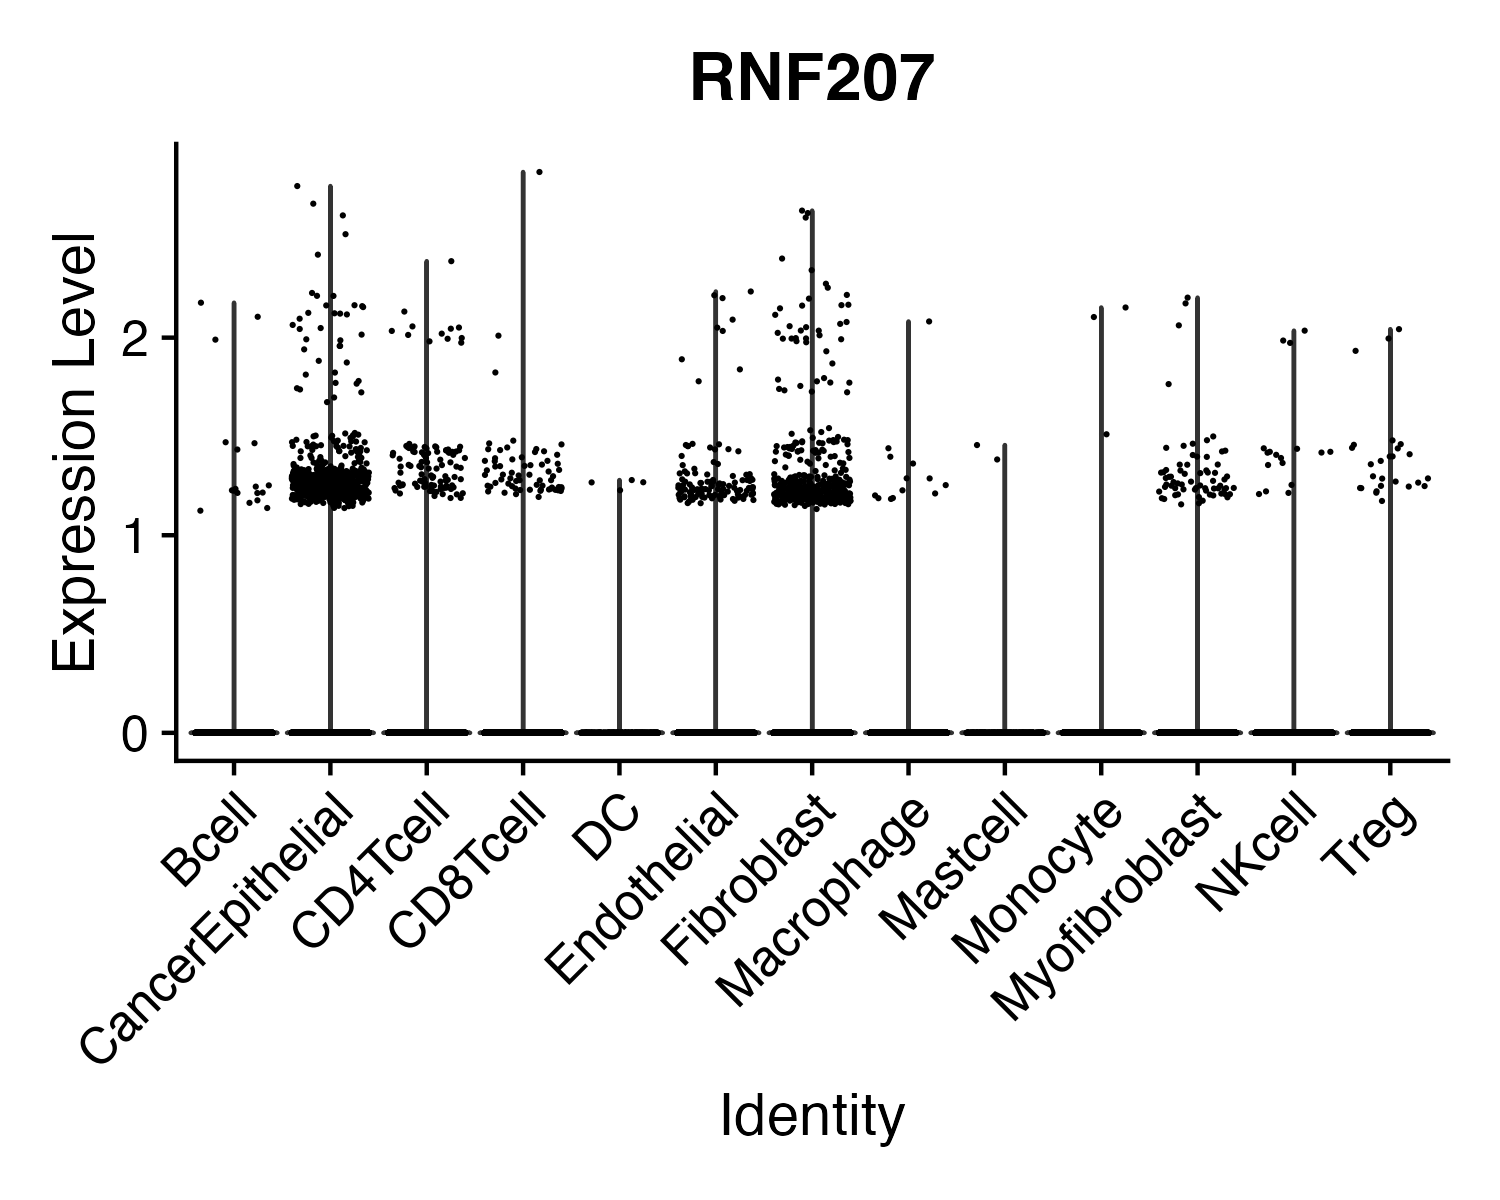 RNF207
Expression Level
2
1
0
Bcell
CancerEpithelial
CD4Tcell
CD8Tcell
DC
Endothelial
Fibroblast
Macrophage
Mastcell
Monocyte
Myofibroblast
NKcell
Treg
Identity